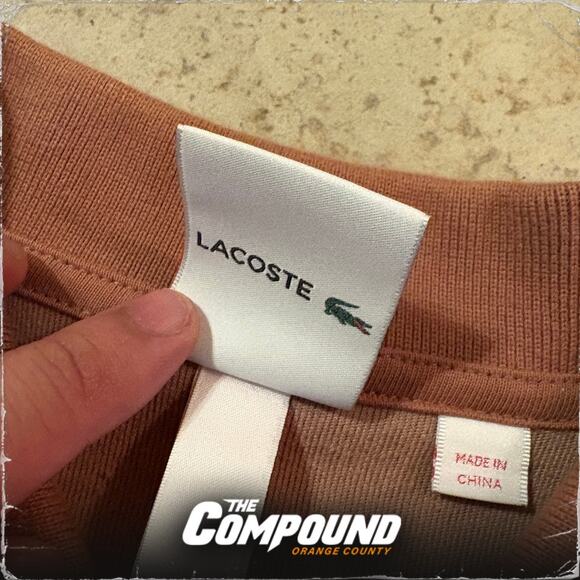 LACOSTE
MADE IN
CHINA
THE
COMPOUND
ORANGE COUNTY